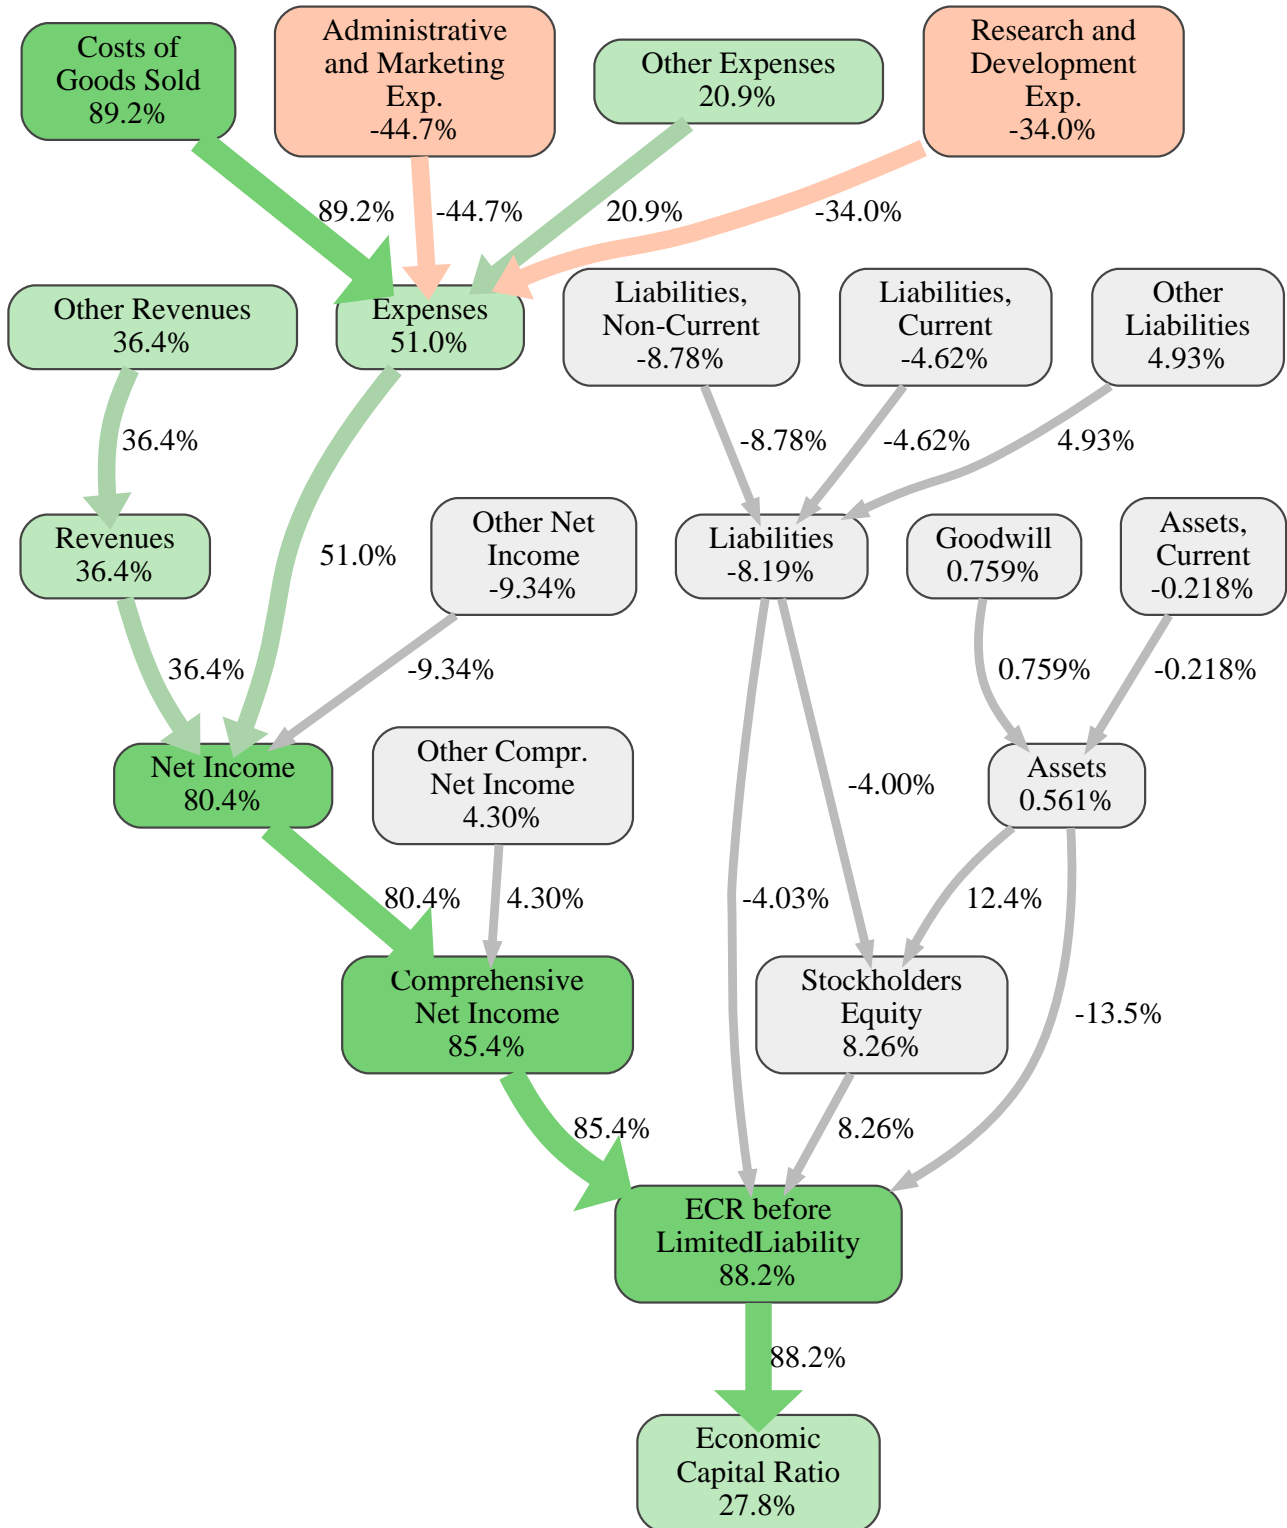 Costs of
Goods Sold
89.2%
Administrative
and Marketing
Exp.
-44.7%
Other Expenses
20.9%
Research and
Development
Exp.
-34.0%
89.2%
-44.7%
20.9%
-34.0%
Other Revenues
36.4%
Expenses
51.0%
Liabilities,
Non-Current
-8.78%
Liabilities,
Current
-4.62%
Other
Liabilities
4.93%
36.4%
-8.78%
-4.62%
4.93%
Revenues
36.4%
51.0%
Other Net
Income
-9.34%
Liabilities
-8.19%
Goodwill
0.759%
Assets,
Current
-0.218%
36.4%
-9.34%
0.759%
-0.218%
Net Income
80.4%
Other Compr.
Net Income
4.30%
-4.00%
Assets
0.561%
80.4%
4.30%
-4.03%
12.4%
Comprehensive
Net Income
85.4%
Stockholders
Equity
8.26%
-13.5%
85.4%
8.26%
ECR before
LimitedLiability
88.2%
88.2%
Economic
Capital Ratio
27.8%